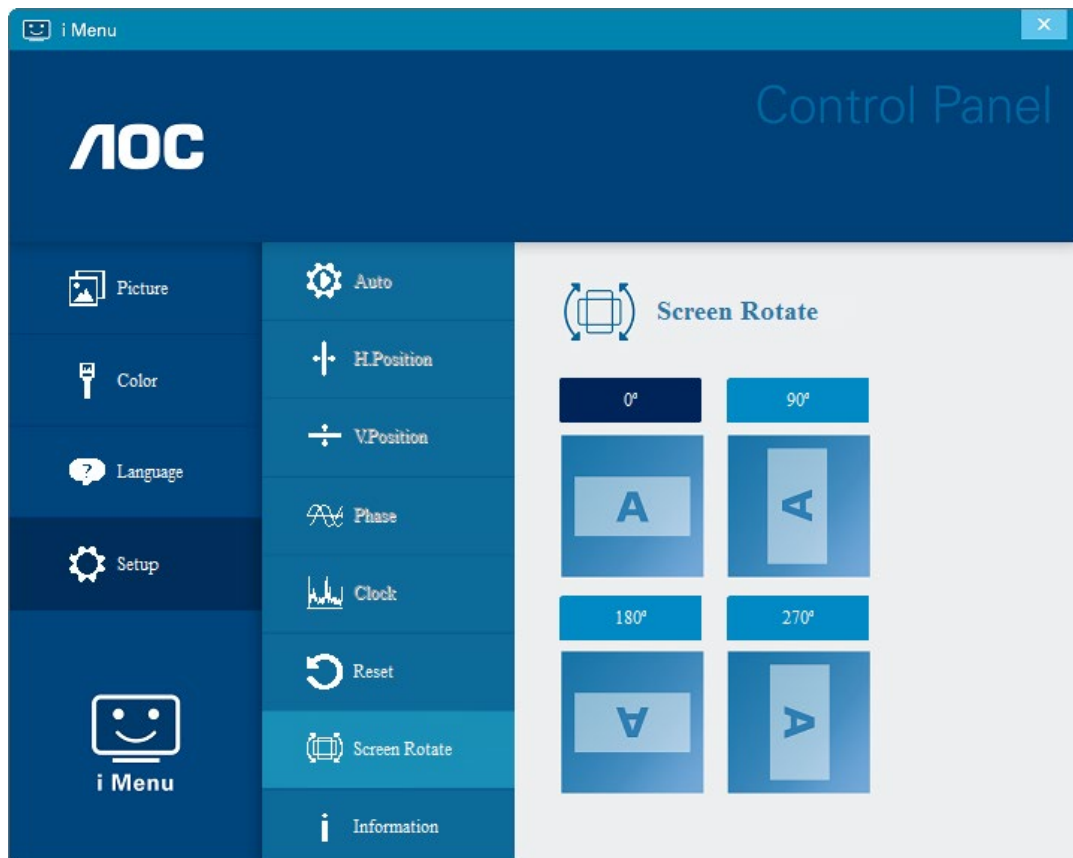 i Menu
Control Panel
AOC
Picture
Color
Language
Setup
i Menu
Auto
H.Position
V.Position
Phase
Clock
Reset
Screen Rotate
Information
Screen Rotate
0° 90°
A A
180° 270°
A A